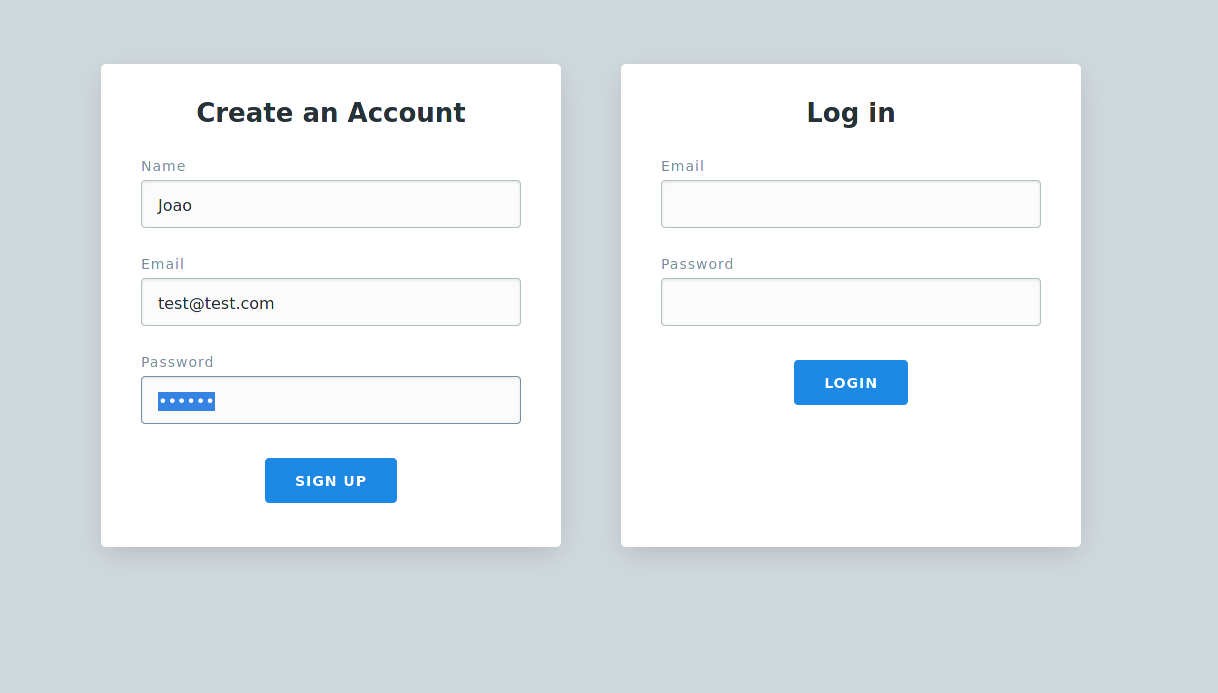 Create an Account
Name
Joao
Email
test@test.com
Password
••••••
SIGN UP
Log in
Email
Password
LOGIN